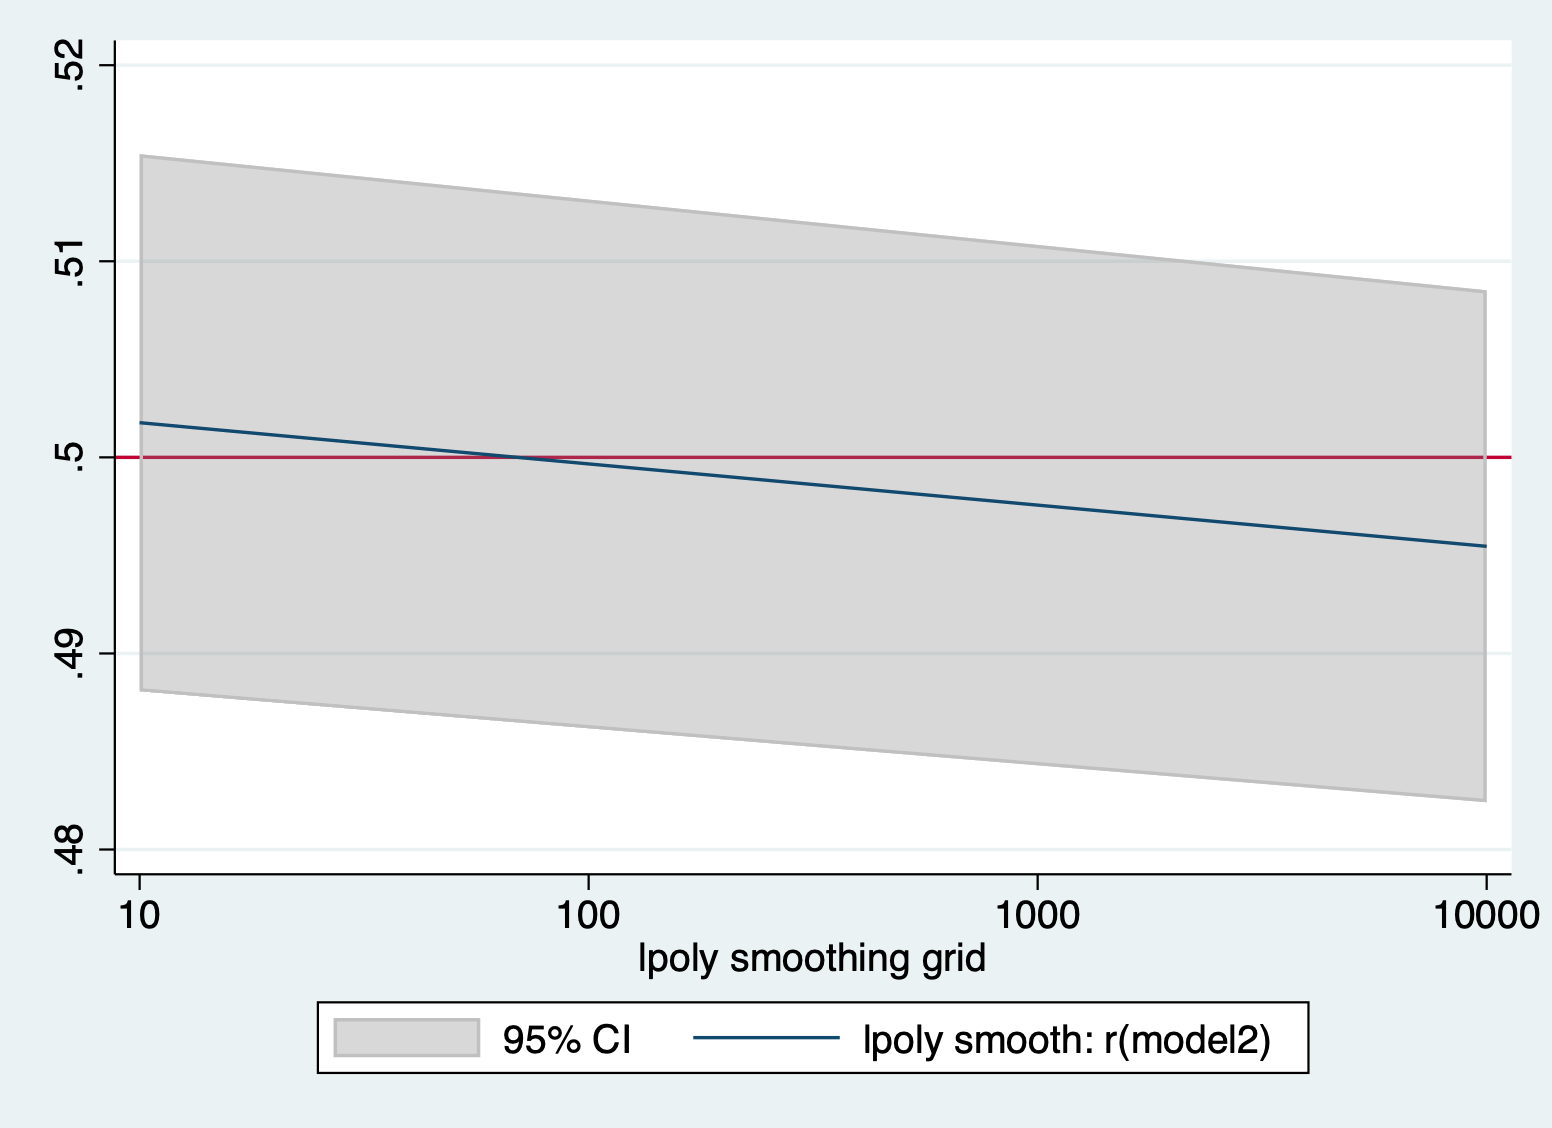 .52
.51
.5
.49
.48
10 100 1000 10000
lpoly smoothing grid
95% CI lpoly smooth: r(model2)